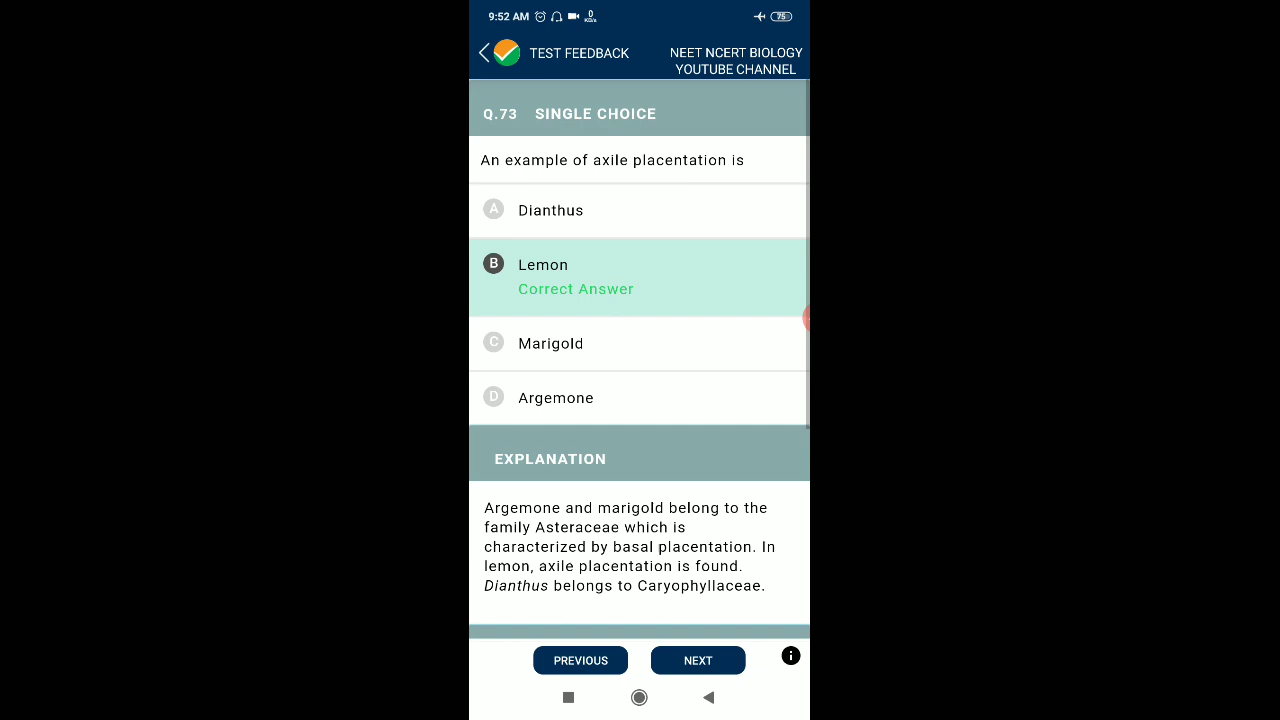 9:52 AM 0 KB/s 75
TEST FEEDBACK
NEET NCERT BIOLOGY
YOUTUBE CHANNEL
Q.73 SINGLE CHOICE
An example of axile placentation is
A Dianthus
B Lemon
Correct Answer
C Marigold
D Argemone
EXPLANATION
Argemone and marigold belong to the
family Asteraceae which is
characterized by basal placentation. In
lemon, axile placentation is found.
Dianthus belongs to Caryophyllaceae.
PREVIOUS NEXT